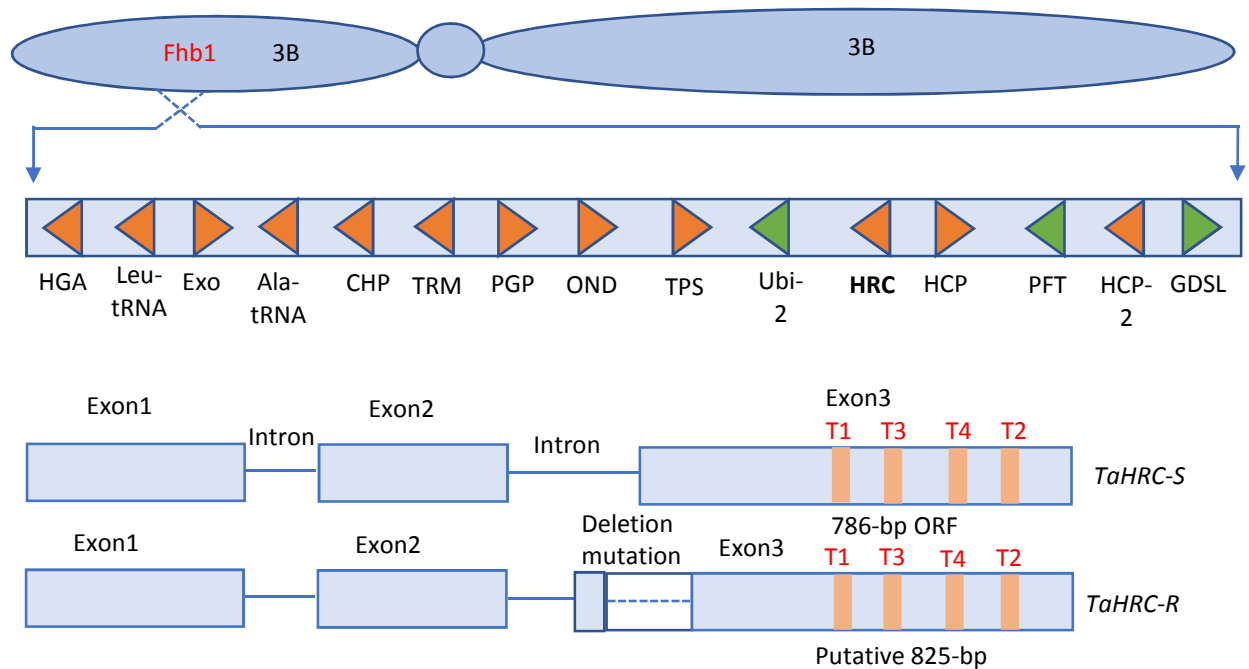 Fhb1 3B
3B
HGA
Leu-
tRNA
Exo
Ala-
tRNA
CHP
TRM
PGP
OND
TPS
Ubi-
2
HRC
HCP
PFT
HCP-
2
GDSL
Exon1
Intron
Exon2
Intron
Exon3
T1 T3 T4 T2
TaHRC-S
786-bp ORF
Exon1
Exon2
Deletion
mutation
Exon3
T1 T3 T4 T2
TaHRC-R
Putative 825-bp